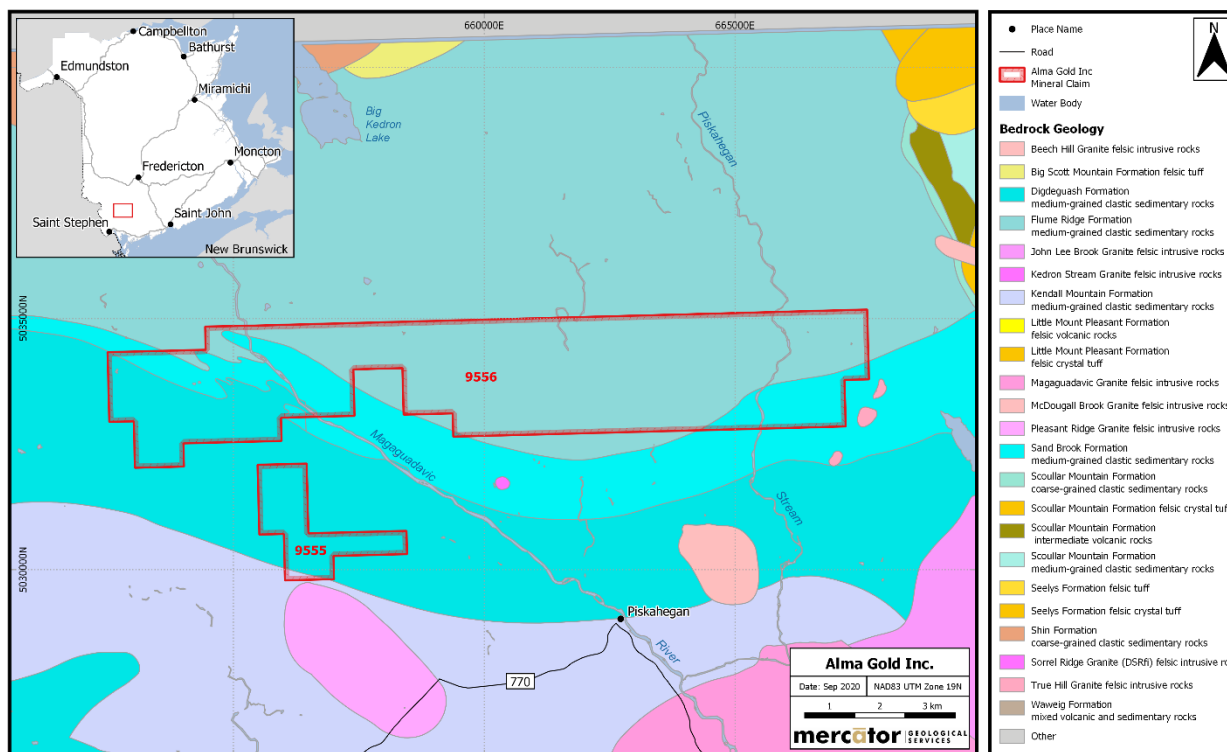 660000E
665000E
5035000N
5030000N
Campbellton
Bathurst
Edmundston
Miramichi
Fredericton
Moncton
Saint Stephen
Saint John
New Brunswick
Big
Kedron
Lake
Piskahegan
Stream
Magaguadavic
River
9556
9555
Piskahegan
770
Alma Gold Inc.
Date: Sep 2020
NAD83 UTM Zone 19N
1 2 3 km
mercator GEOLOGICAL
SERVICES
N
Place Name
Road
Alma Gold Inc
Mineral Claim
Water Body
Bedrock Geology
Beech Hill Granite felsic intrusive rocks
Big Scott Mountain Formation felsic tuff
Digdeguash Formation
medium-grained clastic sedimentary rocks
Flume Ridge Formation
medium-grained clastic sedimentary rocks
John Lee Brook Granite felsic intrusive rocks
Kedron Stream Granite felsic intrusive rocks
Kendall Mountain Formation
medium-grained clastic sedimentary rocks
Little Mount Pleasant Formation
felsic volcanic rocks
Little Mount Pleasant Formation
felsic crystal tuff
Magaguadavic Granite felsic intrusive rocks
McDougall Brook Granite felsic intrusive rocks
Pleasant Ridge Granite felsic intrusive rocks
Sand Brook Formation
medium-grained clastic sedimentary rocks
Scoullar Mountain Formation
coarse-grained clastic sedimentary rocks
Scoullar Mountain Formation felsic crystal tuf
Scoullar Mountain Formation
intermediate volcanic rocks
Scoullar Mountain Formation
medium-grained clastic sedimentary rocks
Seelys Formation felsic tuff
Seelys Formation felsic crystal tuff
Shin Formation
coarse-grained clastic sedimentary rocks
Sorrel Ridge Granite (DSRfi) felsic intrusive ro
True Hill Granite felsic intrusive rocks
Waweig Formation
mixed volcanic and sedimentary rocks
Other